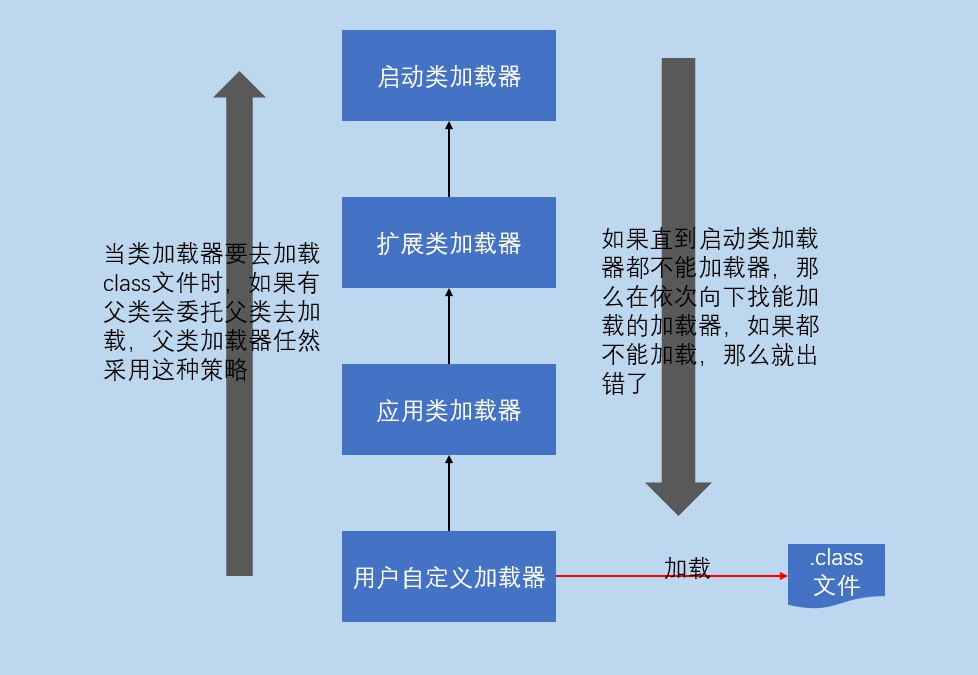 启动类加载器
扩展类加载器
应用类加载器
用户自定义加载器
当类加载器要去加载
class文件时，如果有
父类会委托父类去加
载，父类加载器任然
采用这种策略
如果直到启动类加载
器都不能加载器，那
么在依次向下找能加
载的加载器，如果都
不能加载，那么就出
错了
加载
.class
文件